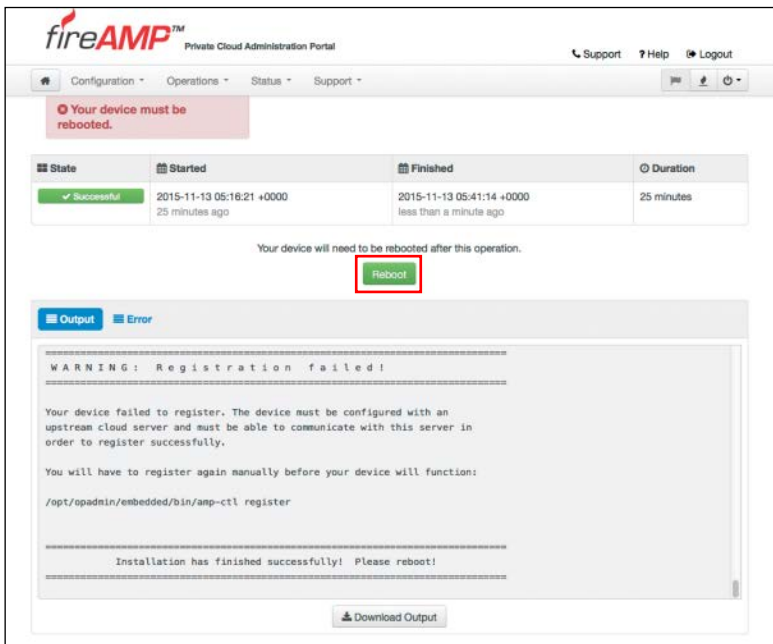 fireAMP™ Private Cloud Administration Portal
Support ? Help Logout
Configuration Operations Status Support
Your device must be
rebooted.
State Started Finished Duration
Successful 2015-11-13 05:16:21 +0000 2015-11-13 05:41:14 +0000 25 minutes
25 minutes ago less than a minute ago
Your device will need to be rebooted after this operation.
Reboot
Output Error
================================================================
W A R N I N G : R e g i s t r a t i o n f a i l e d !
================================================================
Your device failed to register. The device must be configured with an
upstream cloud server and must be able to communicate with this server in
order to register successfully.
You will have to register again manually before your device will function:
/opt/opadmin/embedded/bin/amp-ctl register
================================================================
Installation has finished successfully! Please reboot!
================================================================
Download Output